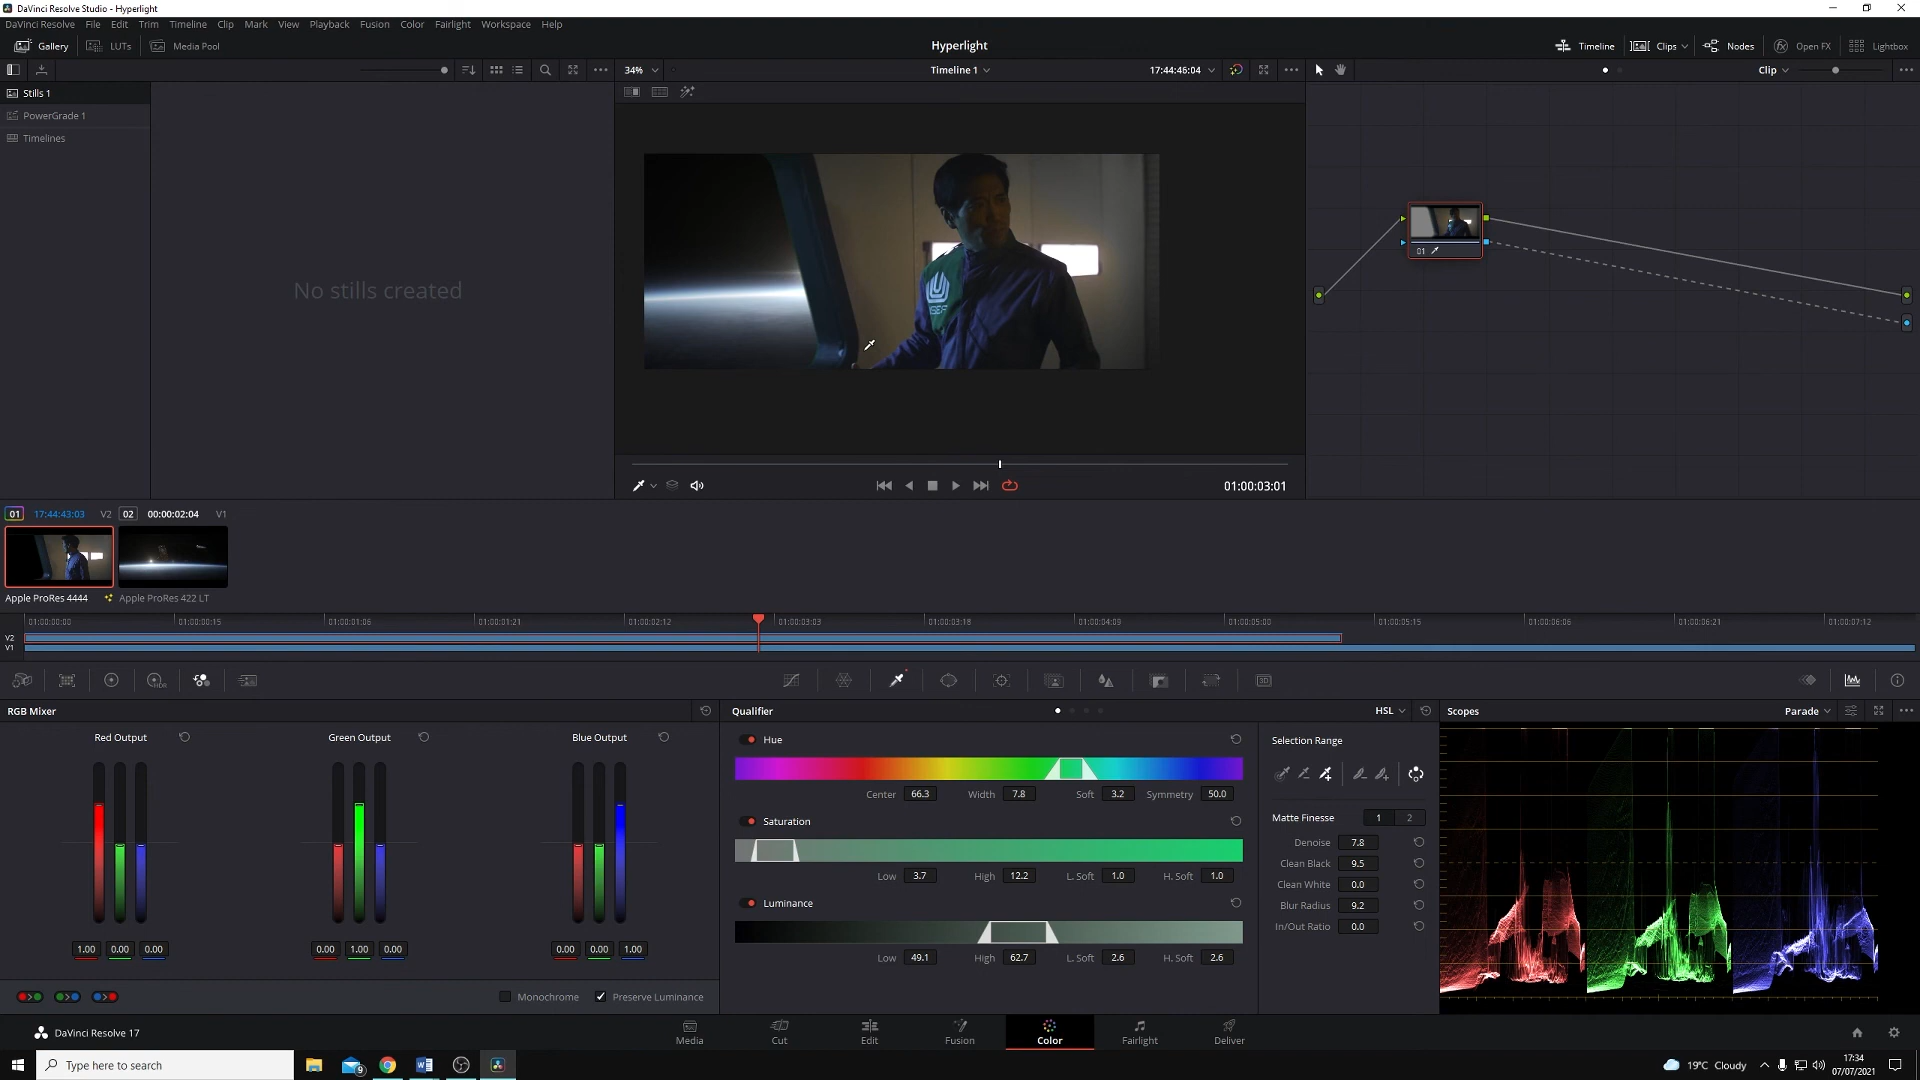 DaVinci Resolve Studio - Hyperlight
DaVinci Resolve File Edit Trim Timeline Clip Mark View Playback Fusion Color Fairlight Workspace Help
Gallery LUTs Media Pool Hyperlight Timeline Clips Nodes Open FX Lightbox
34% Timeline 1 17:44:46:04 Clip
Stills 1
PowerGrade 1
Timelines
No stills created
01
01:00:03:01
01 17:44:43:03 V2 02 00:00:02:04 V1
Apple ProRes 4444 Apple ProRes 422 LT
01:00:00:00 01:00:00:15 01:00:01:06 01:00:01:21 01:00:02:12 01:00:03:03 01:00:03:18 01:00:04:09 01:00:05:00 01:00:05:15 01:00:06:06 01:00:06:21 01:00:07:12
V2
V1
HDR
3D
RGB Mixer Qualifier HSL Scopes Parade
Red Output Green Output Blue Output
Hue
Center 66.3 Width 7.8 Soft 3.2 Symmetry 50.0
Saturation
Low 3.7 High 12.2 L. Soft 1.0 H. Soft 1.0
Luminance
Low 49.1 High 62.7 L. Soft 2.6 H. Soft 2.6
1.00 0.00 0.00 0.00 1.00 0.00 0.00 0.00 1.00
Monochrome Preserve Luminance
Selection Range
Matte Finesse 1 2
Denoise 7.8
Clean Black 9.5
Clean White 0.0
Blur Radius 9.2
In/Out Ratio 0.0
DaVinci Resolve 17
Media Cut Edit Fusion Color Fairlight Deliver
Type here to search
9
19°C Cloudy
17:34
07/07/2021